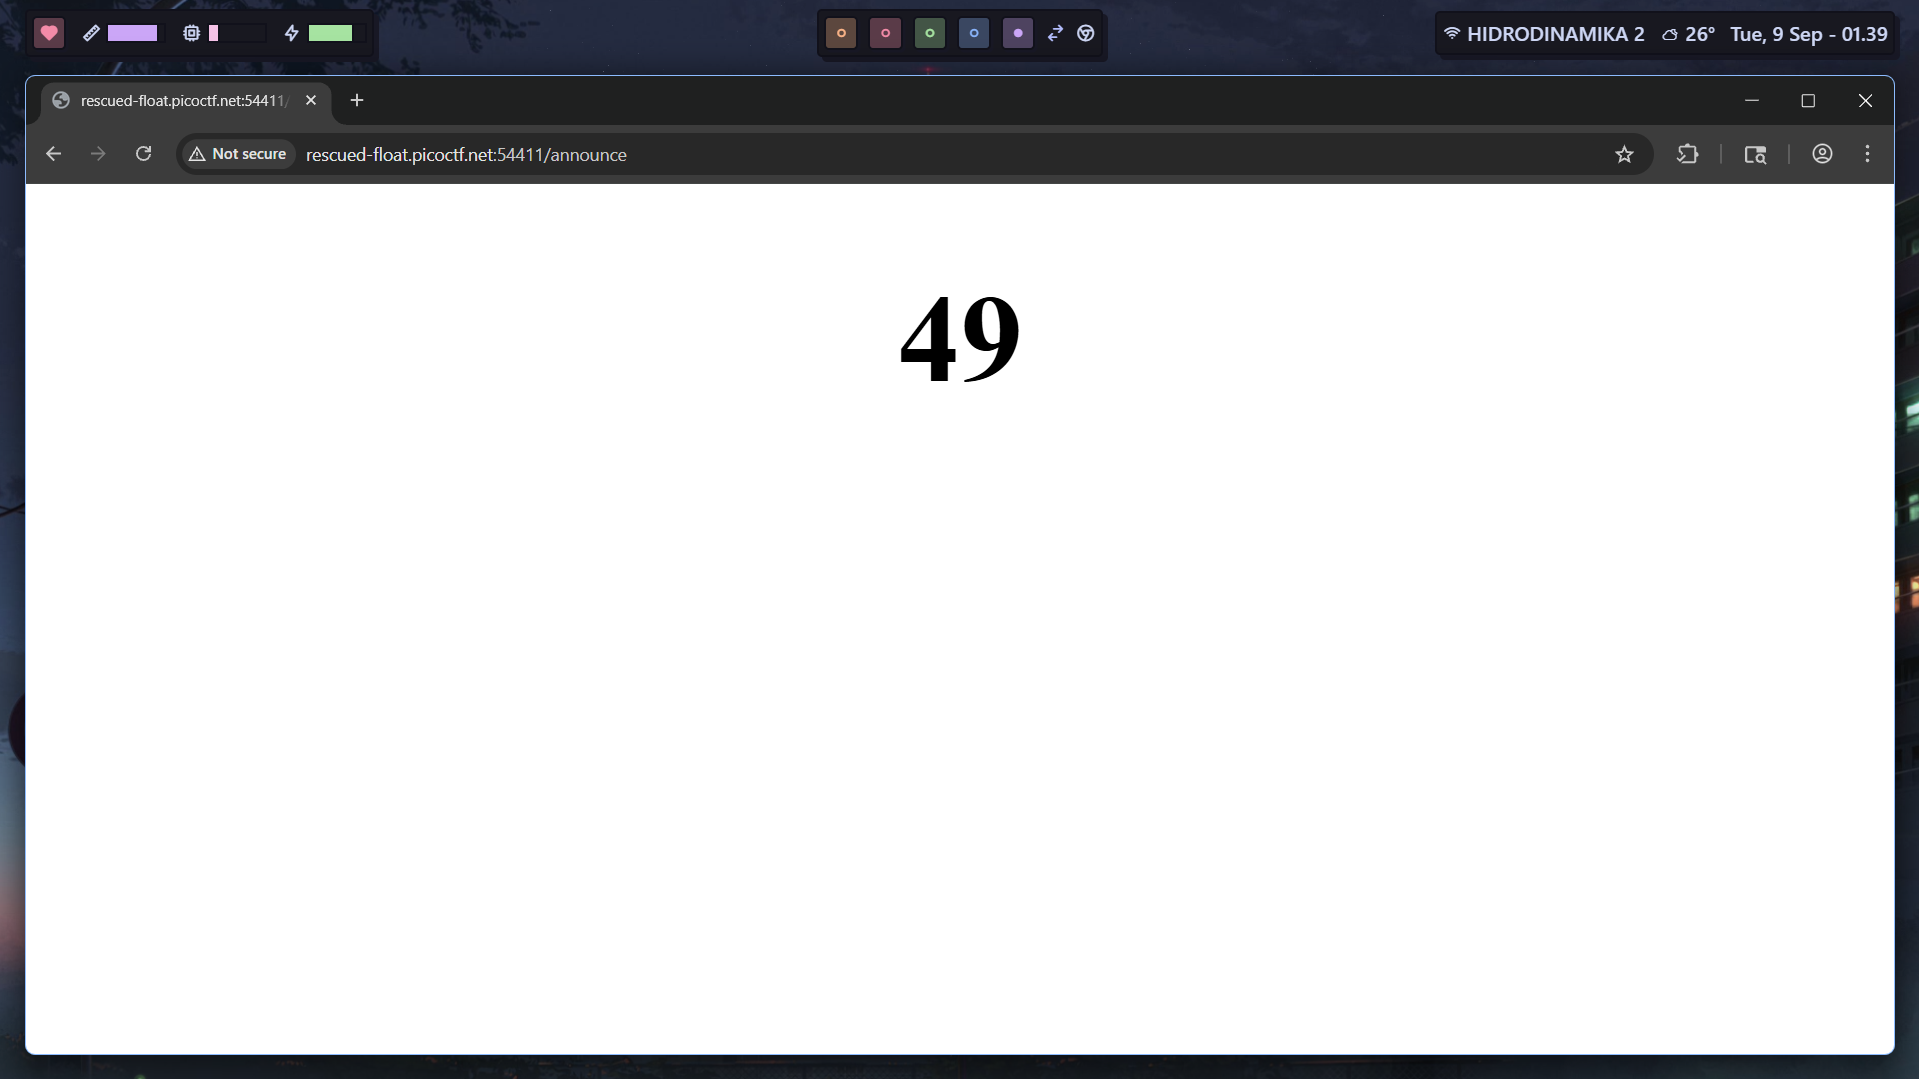 HIDRODINAMIKA 2 26° Tue, 9 Sep - 01.39
rescued-float.picoctf.net:54411/
Not secure rescued-float.picoctf.net:54411/announce
49